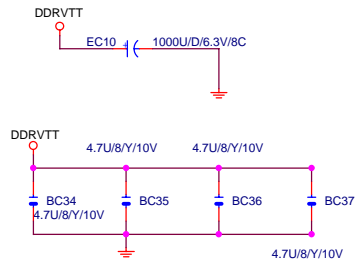 DDRVTT
EC10 + 1000U/D/6.3V/8C
DDRVTT
4.7U/8/Y/10V 4.7U/8/Y/10V
BC34 BC35 BC36 BC37
4.7U/8/Y/10V
4.7U/8/Y/10V